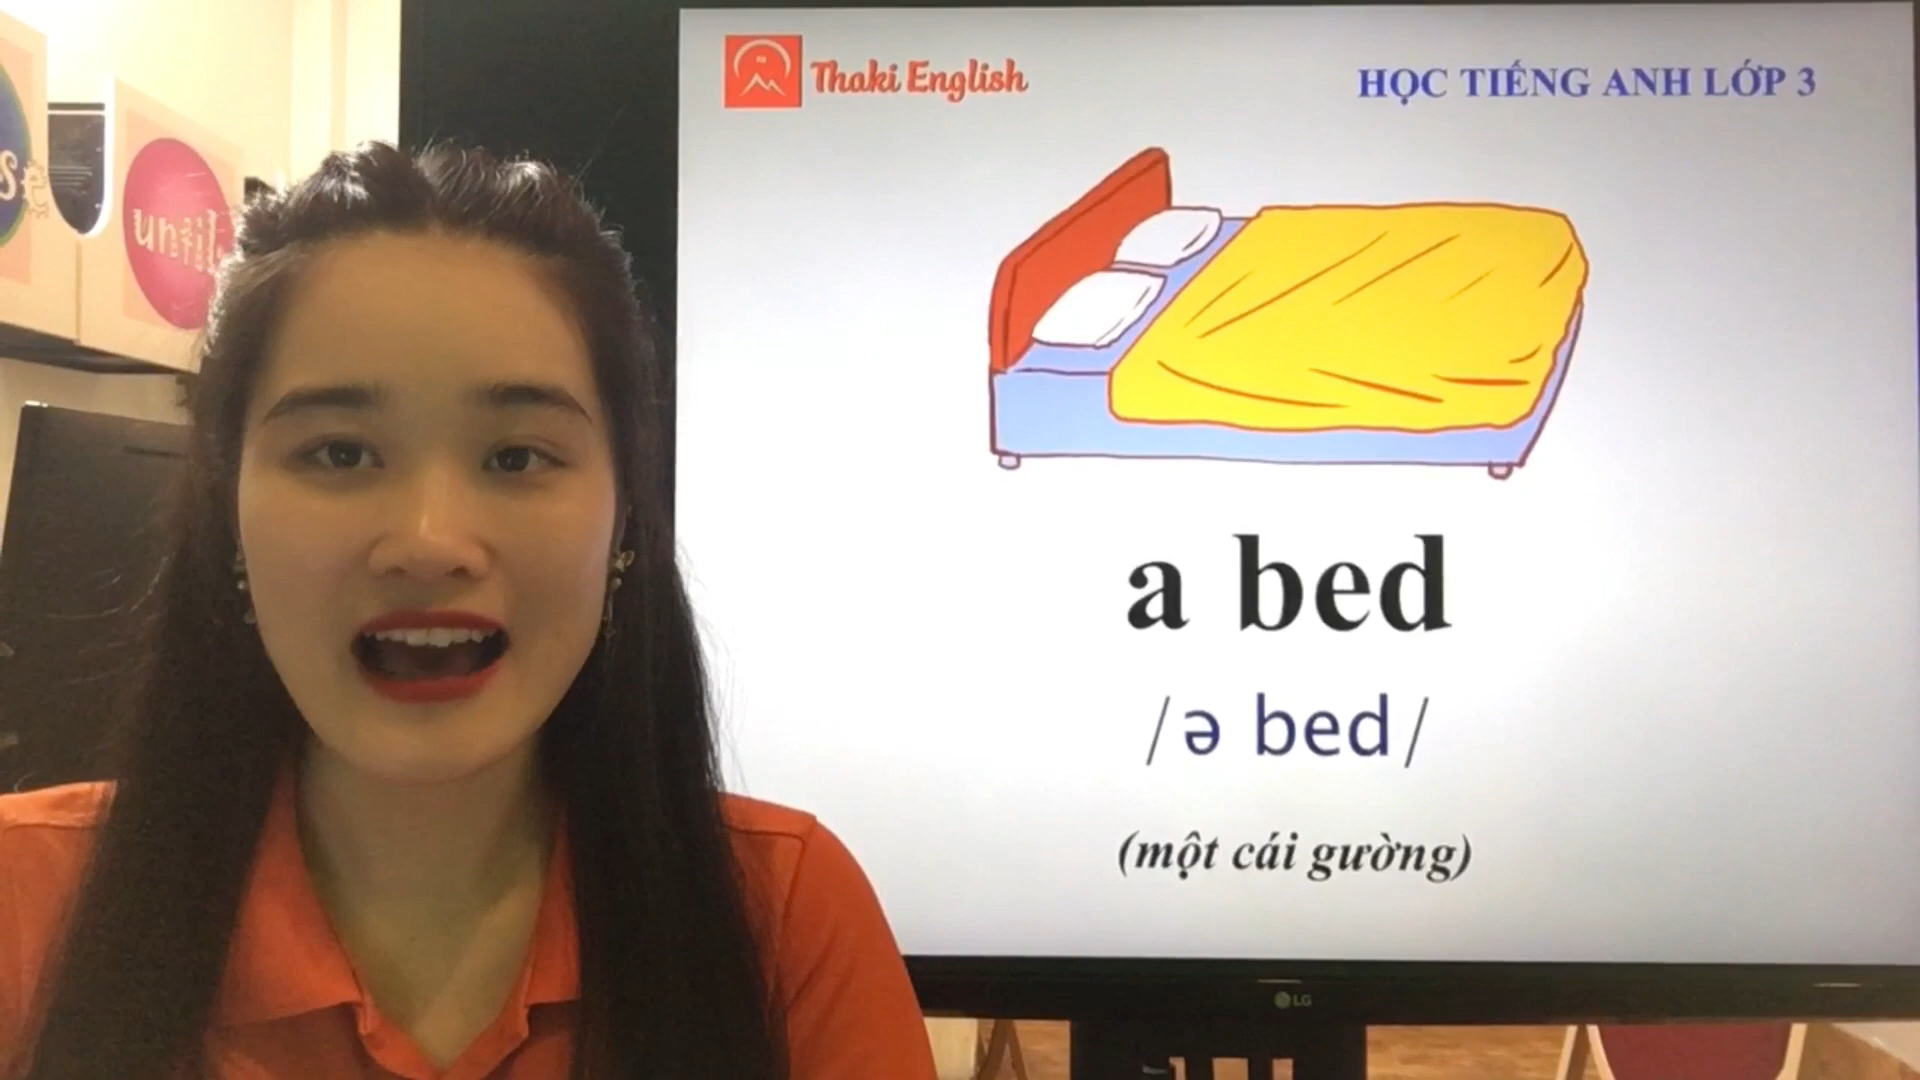 Thaki English
HỌC TIẾNG ANH LỚP 3
until
a bed
/ə bed/
(một cái gường)
LG